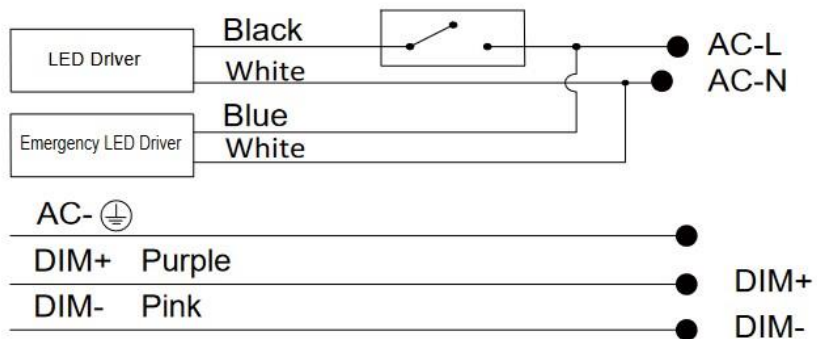 Black
AC-L
LED Driver
White
AC-N
Blue
Emergency LED Driver
White
AC-
DIM+ Purple
DIM+
DIM- Pink
DIM-